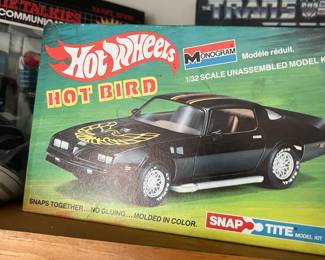 Hot Wheels
MONOGRAM
Modèle réduit.
1/32 SCALE UNASSEMBLED MODEL
HOT BIRD
SNAPS TOGETHER...NO GLUING...MOLDED IN COLOR.
SNAP TITE
MODEL KIT